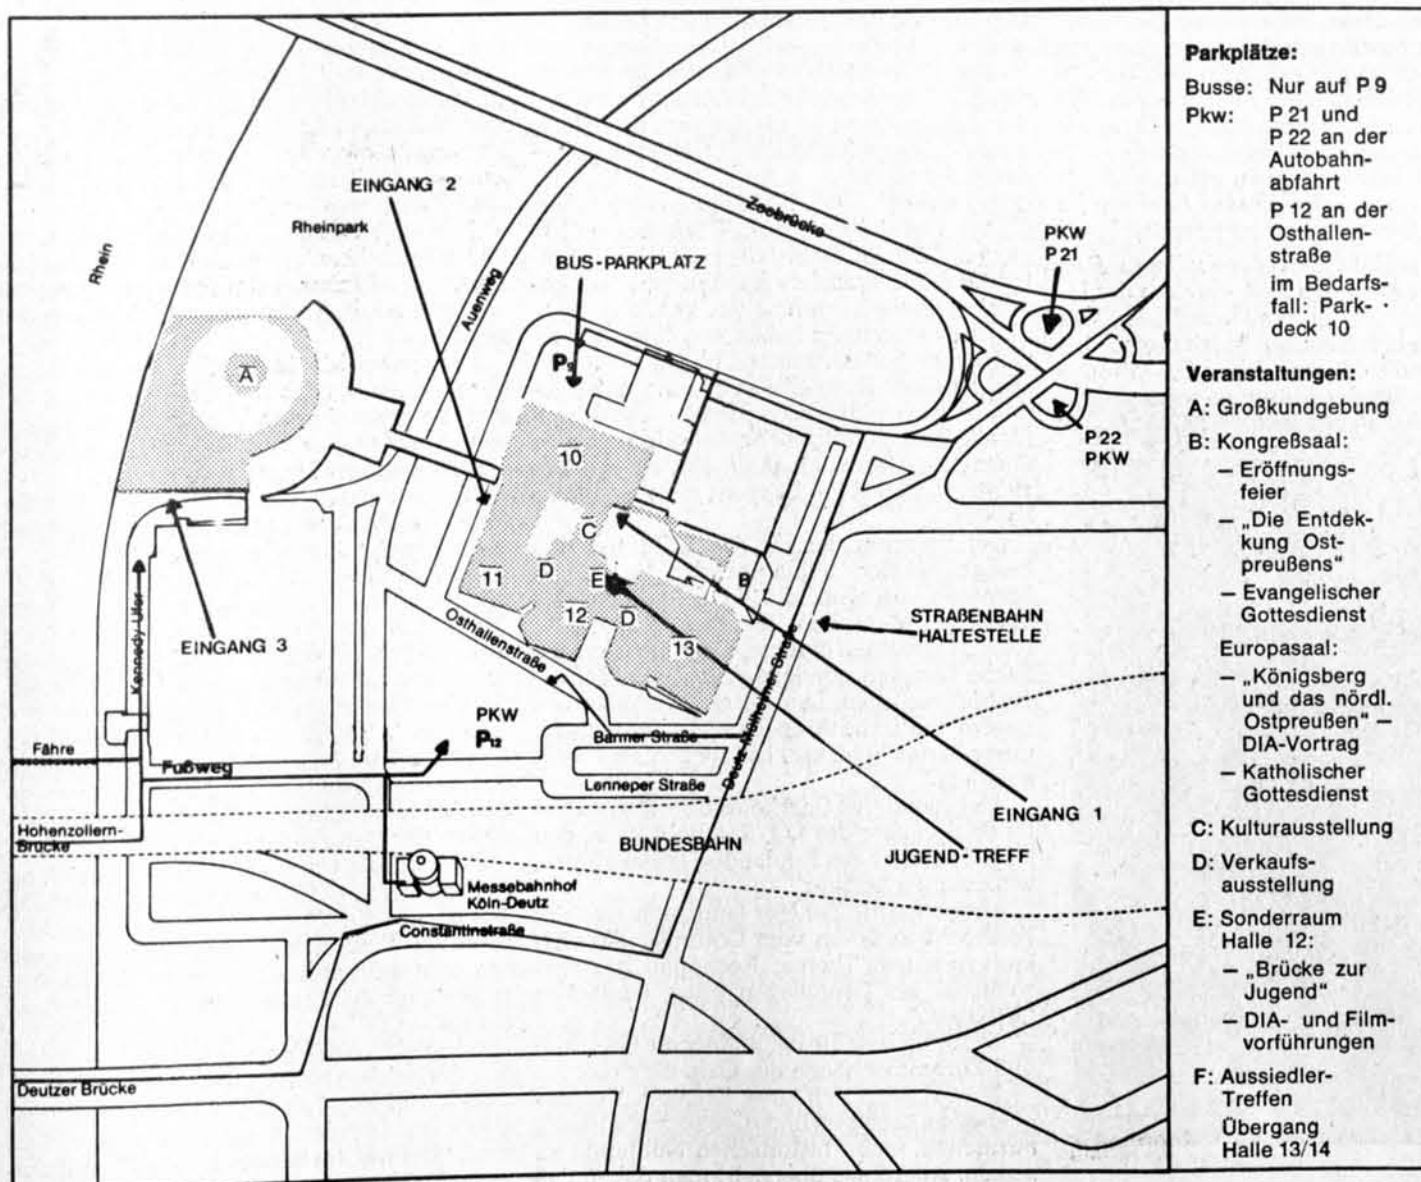 Zoobrücke
EINGANG 2
Rheinpark
Rhein
Auenweg
BUS-PARKPLATZ
P9
PKW
P21
A
10
P22
PKW
C
B
11
D
E
12
D
13
STRASSENBAHN
HALTESTELLE
Osthallenstraße
EINGANG 3
Kennedy-Ufer
Deutz-Mülheimer Straße
PKW
P12
Barmer Straße
Fähre
Fußweg
Lenneper Straße
EINGANG 1
Hohenzollern-
Brücke
BUNDESBAHN
JUGEND-TREFF
Messebahnhof
Köln-Deutz
Constantinstraße
Deutzer Brücke
Parkplätze:
Busse: Nur auf P 9
Pkw: P 21 und
P 22 an der
Autobahn-
abfahrt
P 12 an der
Osthallen-
straße
im Bedarfs-
fall: Park-
deck 10
Veranstaltungen:
A: Großkundgebung
B: Kongreßsaal:
– Eröffnungs-
feier
– „Die Entdek-
kung Ost-
preußens“
– Evangelischer
Gottesdienst
Europasaal:
– „Königsberg
und das nördl.
Ostpreußen“ –
DIA-Vortrag
– Katholischer
Gottesdienst
C: Kulturausstellung
D: Verkaufs-
ausstellung
E: Sonderraum
Halle 12:
– „Brücke zur
Jugend“
– DIA- und Film-
vorführungen
F: Aussiedler-
Treffen
Übergang
Halle 13/14